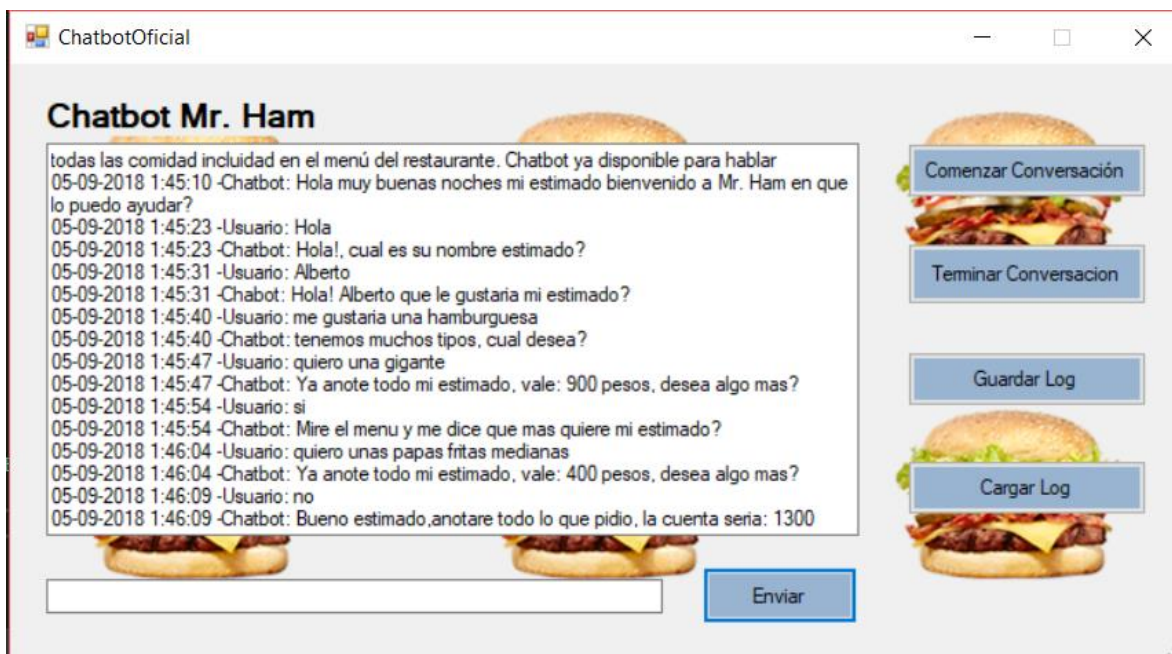 ChatbotOficial
Chatbot Mr. Ham
todas las comidad incluidad en el menú del restaurante. Chatbot ya disponible para hablar
05-09-2018 1:45:10 -Chatbot: Hola muy buenas noches mi estimado bienvenido a Mr. Ham en que
lo puedo ayudar?
05-09-2018 1:45:23 -Usuario: Hola
05-09-2018 1:45:23 -Chatbot: Hola!, cual es su nombre estimado?
05-09-2018 1:45:31 -Usuario: Alberto
05-09-2018 1:45:31 -Chabot: Hola! Alberto que le gustaria mi estimado?
05-09-2018 1:45:40 -Usuario: me gustaria una hamburguesa
05-09-2018 1:45:40 -Chatbot: tenemos muchos tipos, cual desea?
05-09-2018 1:45:47 -Usuario: quiero una gigante
05-09-2018 1:45:47 -Chatbot: Ya anote todo mi estimado, vale: 900 pesos, desea algo mas?
05-09-2018 1:45:54 -Usuario: si
05-09-2018 1:45:54 -Chatbot: Mire el menu y me dice que mas quiere mi estimado?
05-09-2018 1:46:04 -Usuario: quiero unas papas fritas medianas
05-09-2018 1:46:04 -Chatbot: Ya anote todo mi estimado, vale: 400 pesos, desea algo mas?
05-09-2018 1:46:09 -Usuario: no
05-09-2018 1:46:09 -Chatbot: Bueno estimado,anotare todo lo que pidio, la cuenta seria: 1300
Comenzar Conversación
Terminar Conversacion
Guardar Log
Cargar Log
Enviar